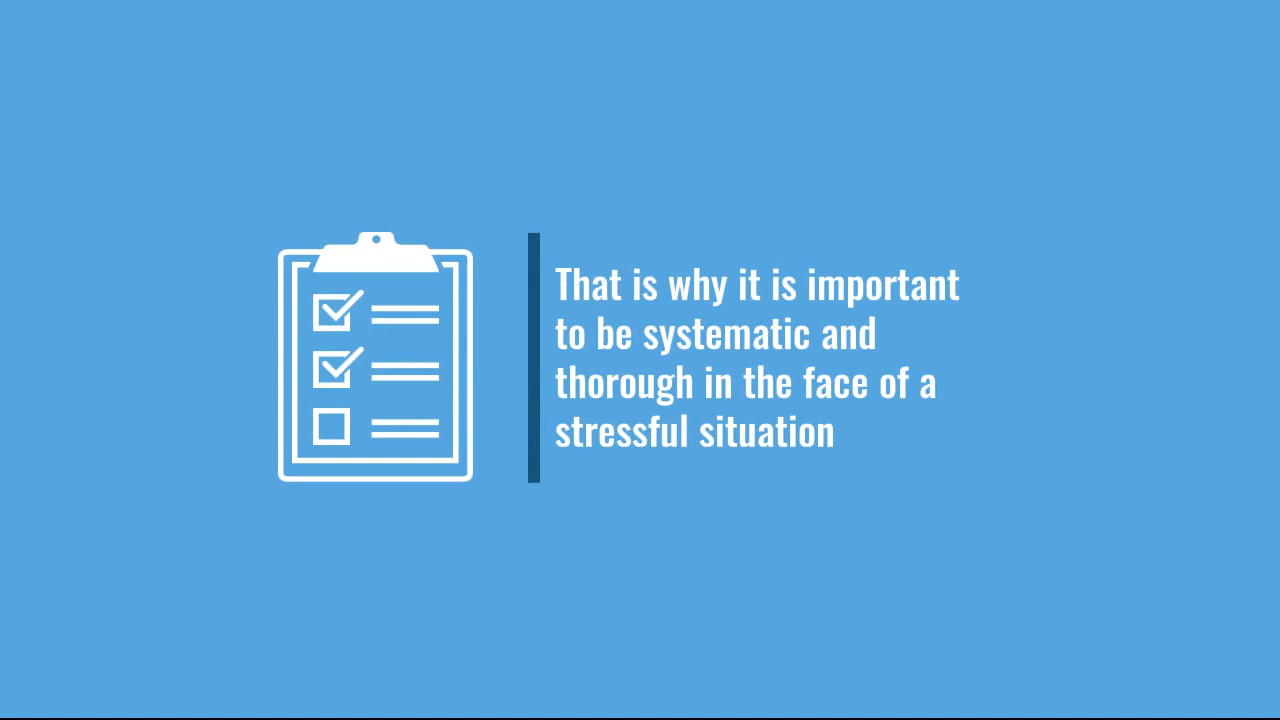 That is why it is important
to be systematic and
thorough in the face of a
stressful situation